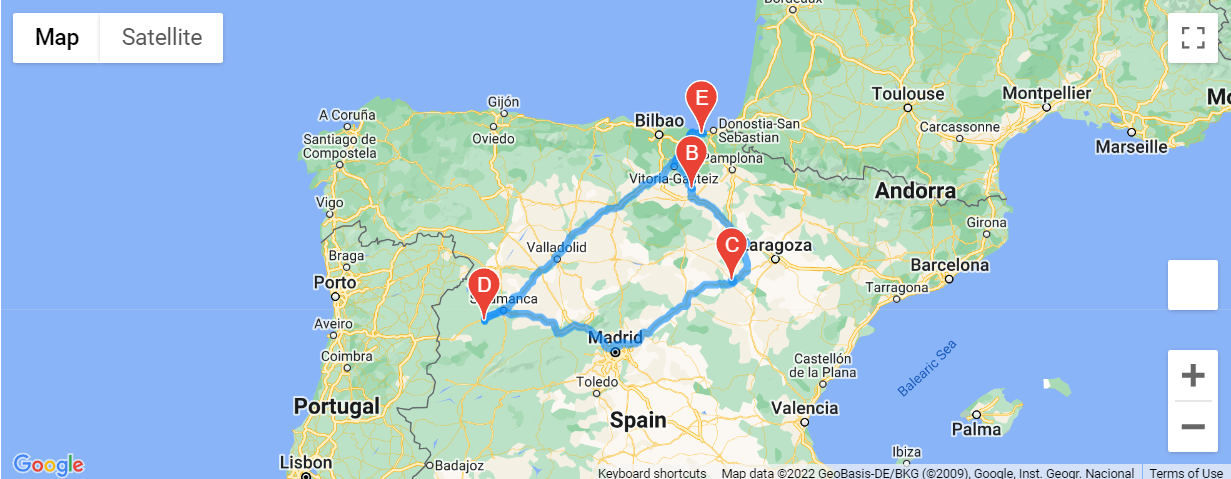 Map
Satellite
Bordeaux
Gijón
A Coruña
Oviedo
Santiago de
Compostela
Bilbao
E
Donostia-San
Sebastian
B
Pamplona
Vitoria-Gasteiz
Toulouse
Montpellier
Mo
Carcassonne
Marseille
Andorra
Vigo
Braga
Porto
Valladolid
C
Zaragoza
Girona
Barcelona
Tarragona
D
Salamanca
Aveiro
Coimbra
Madrid
Toledo
Castellón
de la Plana
Balearic Sea
Portugal
Spain
Valencia
Palma
Ibiza
Lisbon
Badajoz
Google
Keyboard shortcuts
Map data ©2022 GeoBasis-DE/BKG (©2009), Google, Inst. Geogr. Nacional
Terms of Use